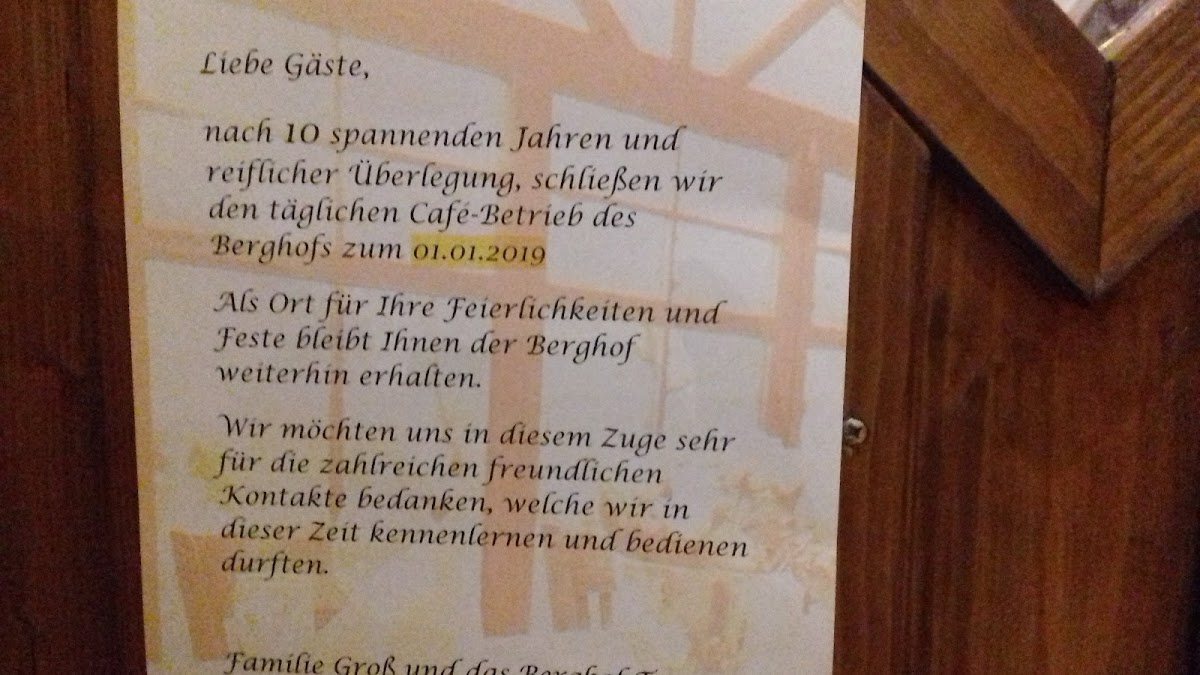 Liebe Gäste,
nach 10 spannenden Jahren und
reiflicher Überlegung, schließen wir
den täglichen Café-Betrieb des
Berghofs zum 01.01.2019
Als Ort für Ihre Feierlichkeiten und
Feste bleibt Ihnen der Berghof
weiterhin erhalten.
Wir möchten uns in diesem Zuge sehr
für die zahlreichen freundlichen
Kontakte bedanken, welche wir in
dieser Zeit kennenlernen und bedienen
durften.
Familie Groß und das Berghof